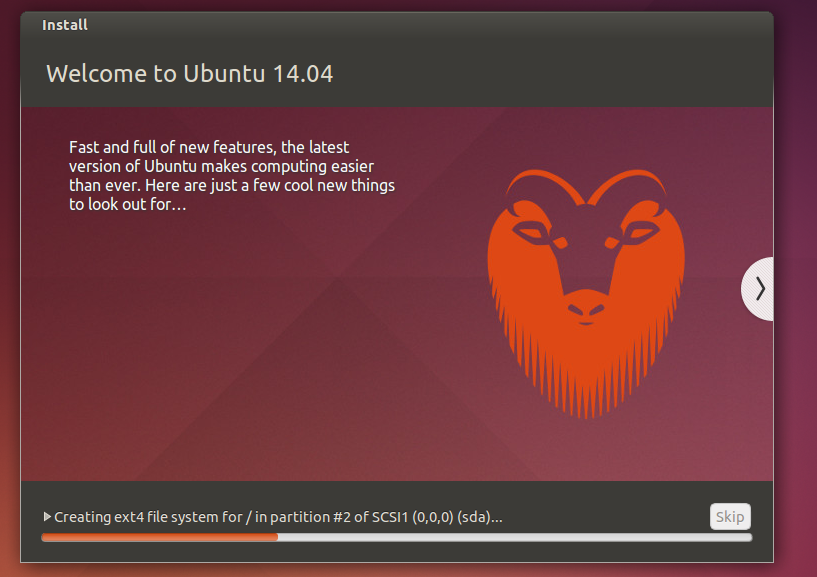 Install
Welcome to Ubuntu 14.04
Fast and full of new features, the latest
version of Ubuntu makes computing easier
than ever. Here are just a few cool new things
to look out for...
Creating ext4 file system for / in partition #2 of SCSI1 (0,0,0) (sda)...
Skip